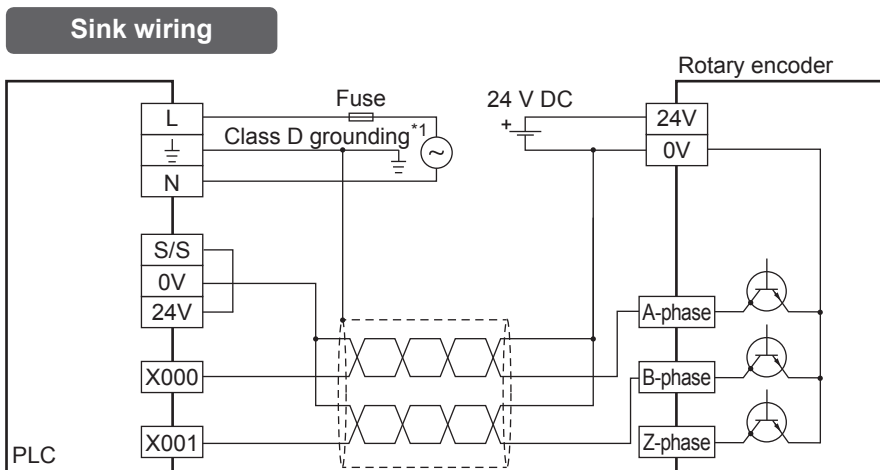 Sink wiring
Rotary encoder
Fuse
24 V DC
L
24V
Class D grounding*1
+
0V
~
N
S/S
0V
24V
A-phase
X000
B-phase
X001
Z-phase
PLC